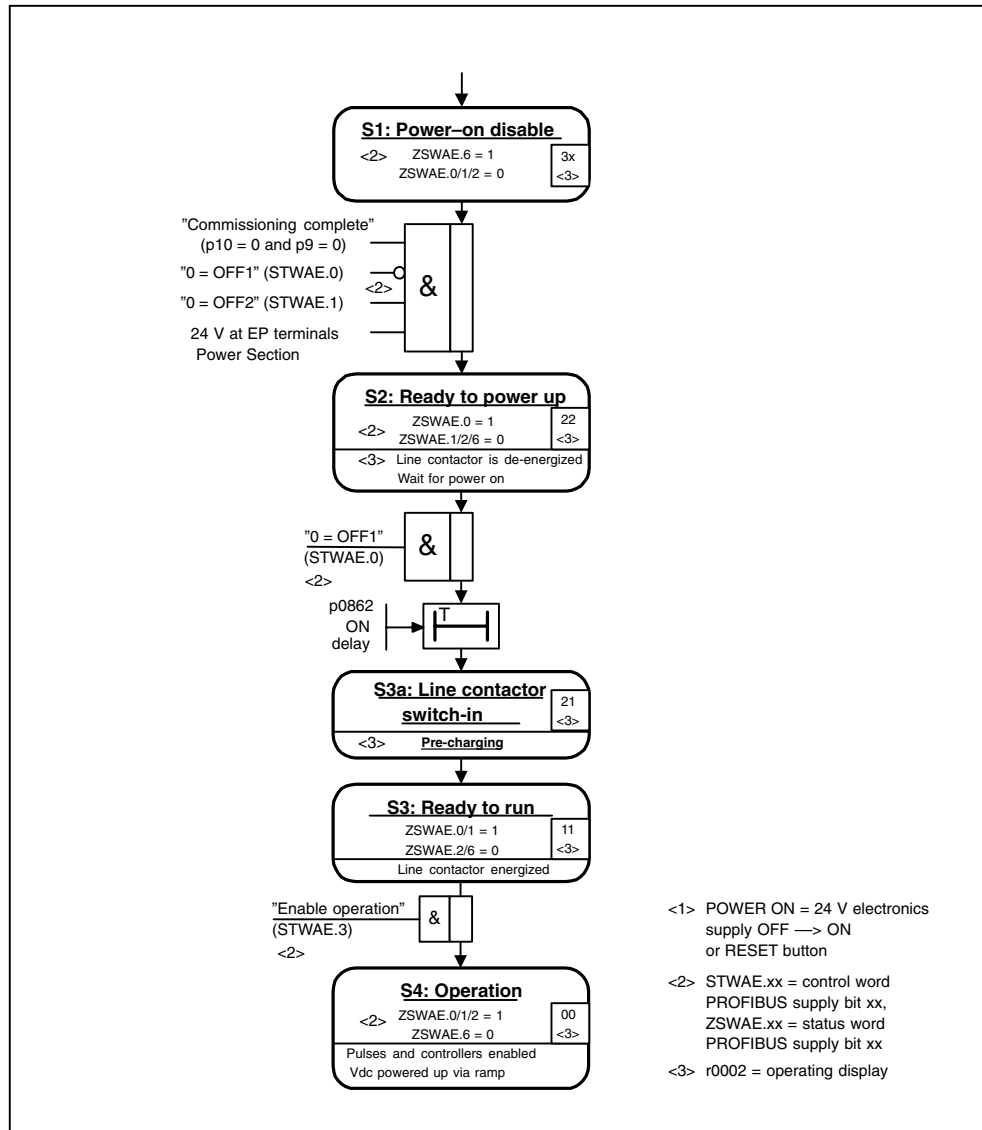 S1: Power–on disable
<2>
ZSWAE.6 = 1
ZSWAE.0/1/2 = 0
3x
<3>
”Commissioning complete”
(p10 = 0 and p9 = 0)
”0 = OFF1” (STWAE.0)
<2>
”0 = OFF2” (STWAE.1)
24 V at EP terminals
Power Section
&
S2: Ready to power up
<2>
ZSWAE.0 = 1
ZSWAE.1/2/6 = 0
22
<3>
<3> Line contactor is de-energized
Wait for power on
”0 = OFF1”
(STWAE.0)
<2>
&
p0862
ON
delay
T
S3a: Line contactor
switch-in
21
<3>
<3> Pre-charging
S3: Ready to run
ZSWAE.0/1 = 1
ZSWAE.2/6 = 0
11
<3>
Line contactor energized
”Enable operation”
(STWAE.3)
<2>
&
S4: Operation
<2>
ZSWAE.0/1/2 = 1
ZSWAE.6 = 0
00
<3>
Pulses and controllers enabled
Vdc powered up via ramp
<1> POWER ON = 24 V electronics
supply OFF —> ON
or RESET button
<2> STWAE.xx = control word
PROFIBUS supply bit xx,
ZSWAE.xx = status word
PROFIBUS supply bit xx
<3> r0002 = operating display